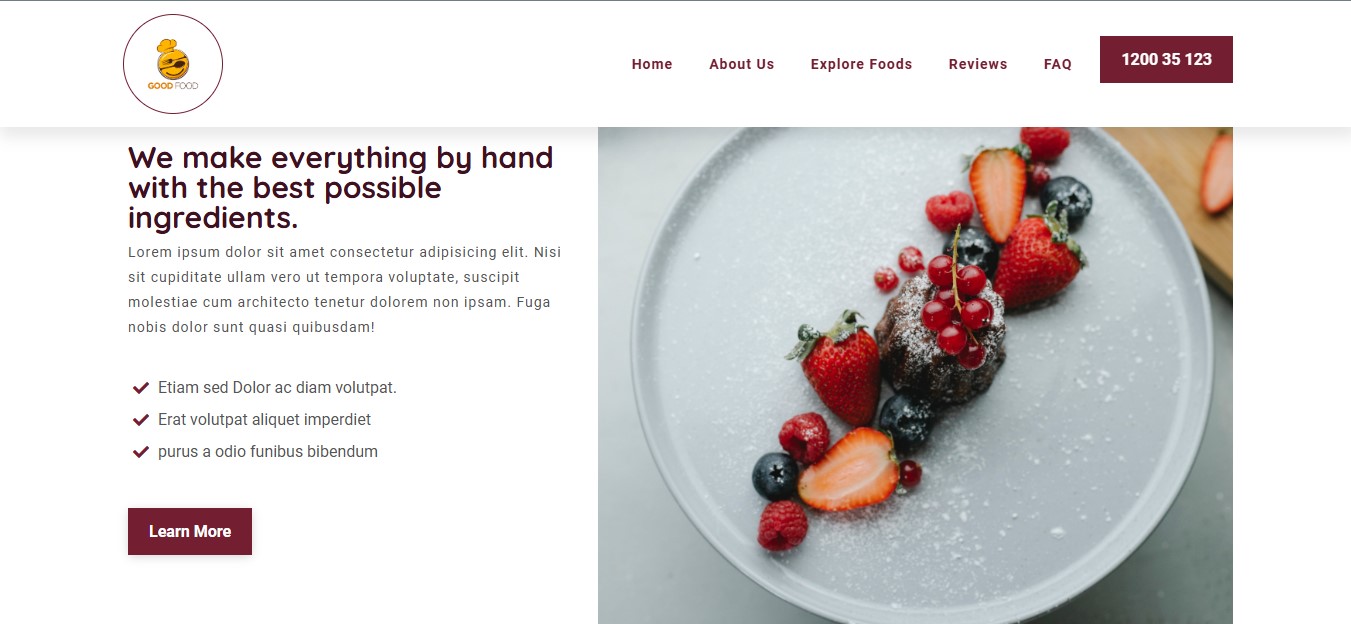 GOOD FOOD
Home
About Us
Explore Foods
Reviews
FAQ
1200 35 123
We make everything by hand
with the best possible
ingredients.
Lorem ipsum dolor sit amet consectetur adipisicing elit. Nisi
sit cupiditate ullam vero ut tempora voluptate, suscipit
molestiae cum architecto tenetur dolorem non ipsam. Fuga
nobis dolor sunt quasi quibusdam!
Etiam sed Dolor ac diam volutpat.
Erat volutpat aliquet imperdiet
purus a odio funibus bibendum
Learn More